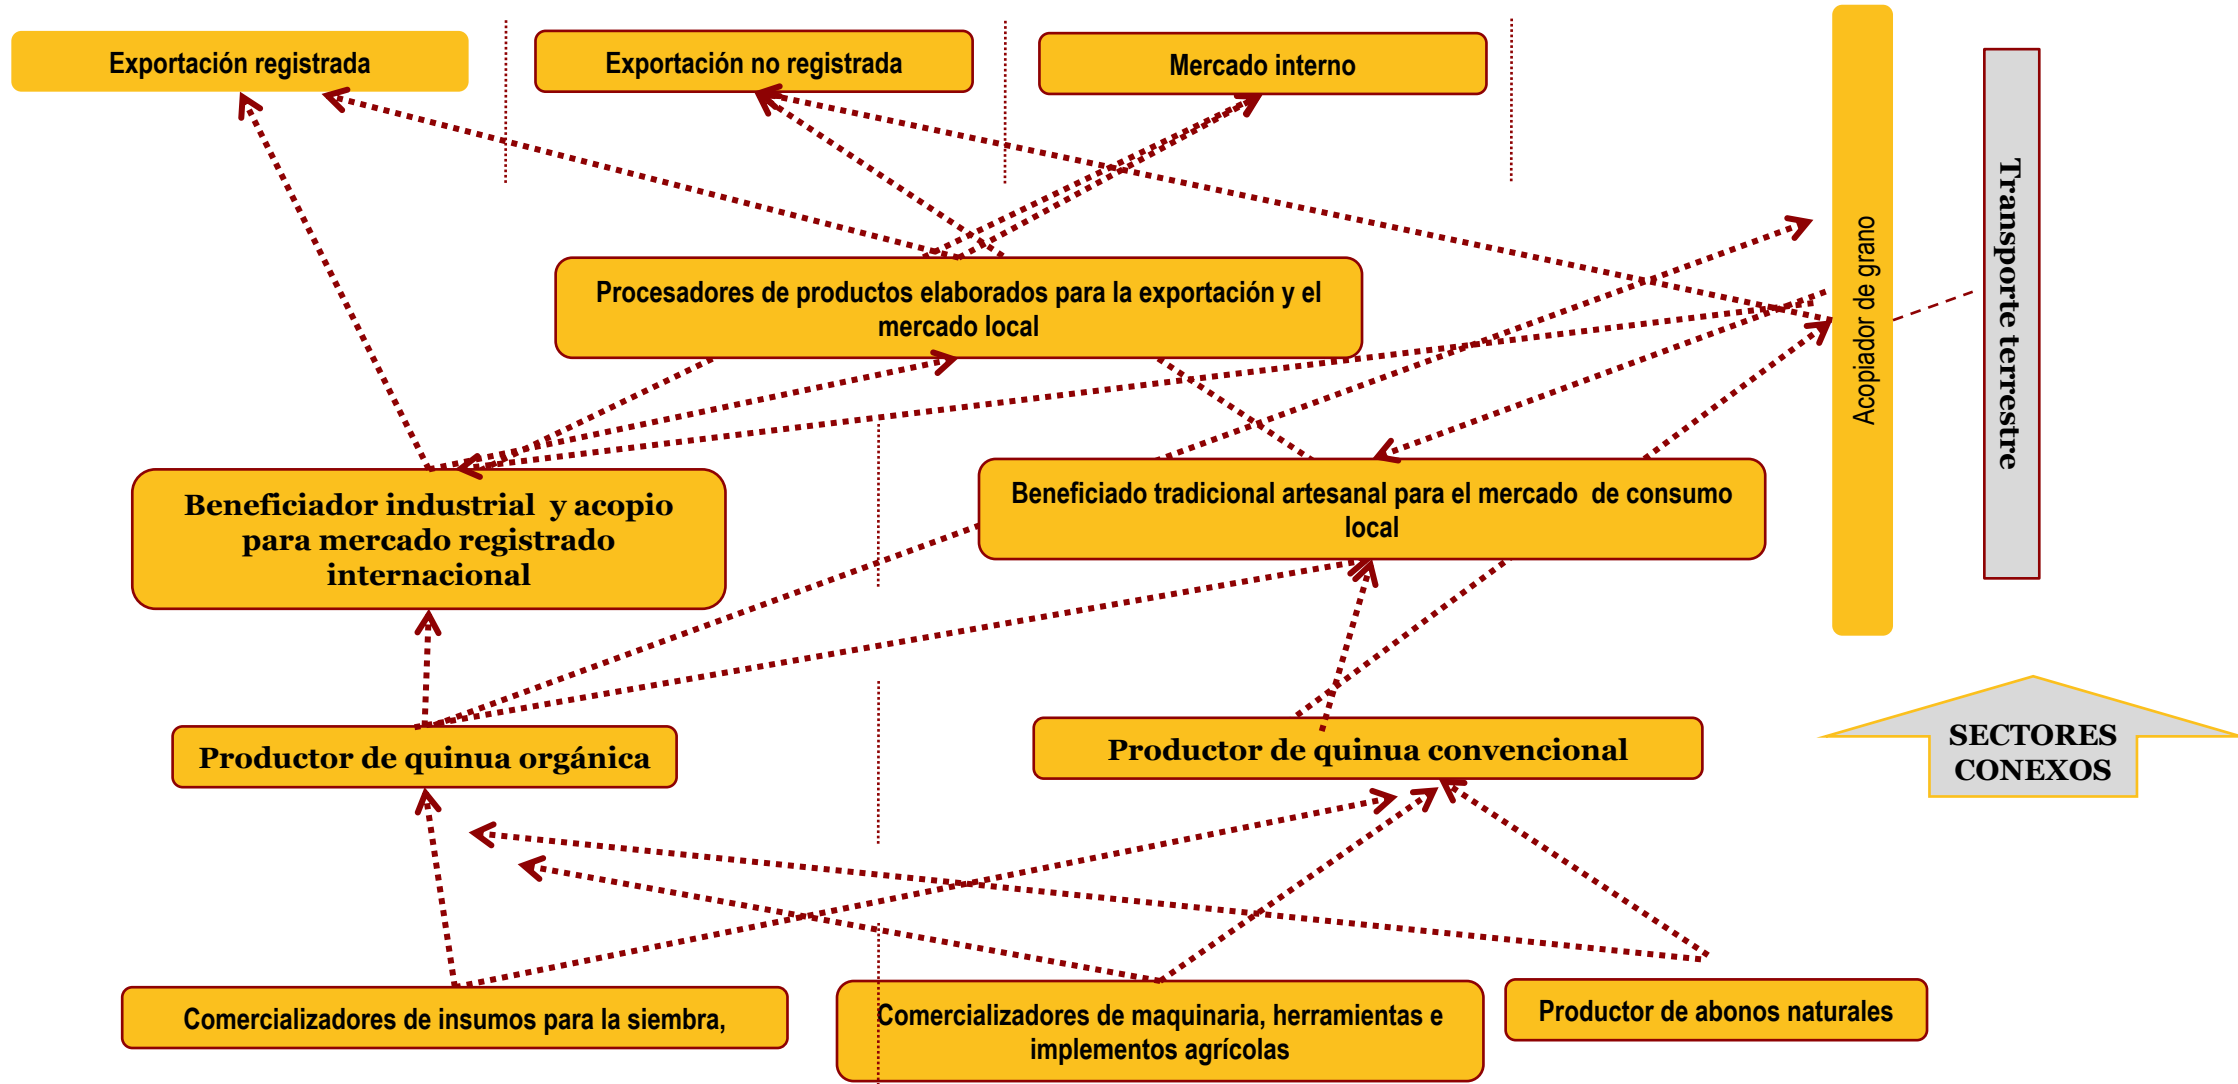 Exportación registrada
Exportación no registrada
Mercado interno
Acopiador de grano
Transporte terrestre
Procesadores de productos elaborados para la exportación y el
mercado local
Beneficiador industrial y acopio
para mercado registrado
internacional
Beneficiado tradicional artesanal para el mercado de consumo
local
Productor de quinua orgánica
Productor de quinua convencional
SECTORES
CONEXOS
Comercializadores de insumos para la siembra,
Comercializadores de maquinaria, herramientas e
implementos agrícolas
Productor de abonos naturales